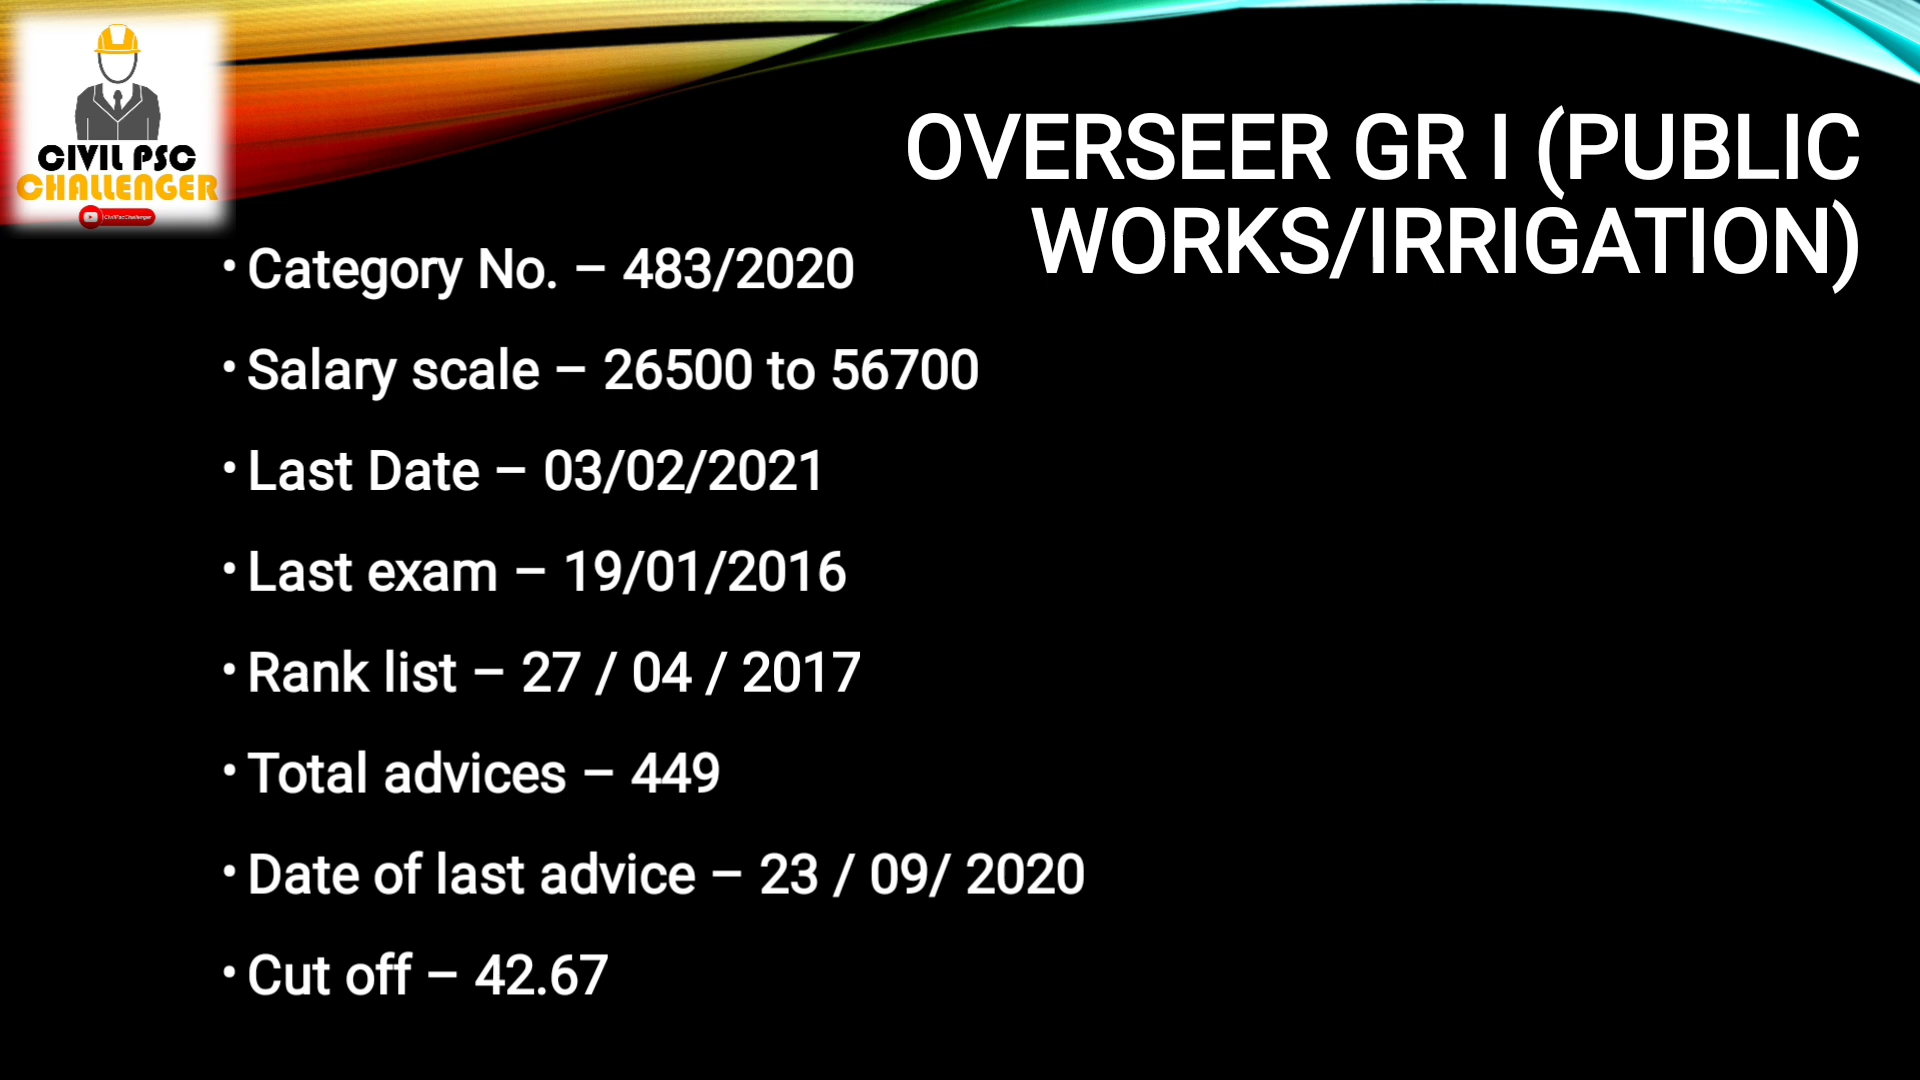 CIVIL PSC
CHALLENGER
CivilPscChallenger
OVERSEER GR I (PUBLIC
WORKS/IRRIGATION)
• Category No. – 483/2020
• Salary scale – 26500 to 56700
• Last Date – 03/02/2021
• Last exam – 19/01/2016
• Rank list – 27 / 04 / 2017
• Total advices – 449
• Date of last advice – 23 / 09/ 2020
• Cut off – 42.67